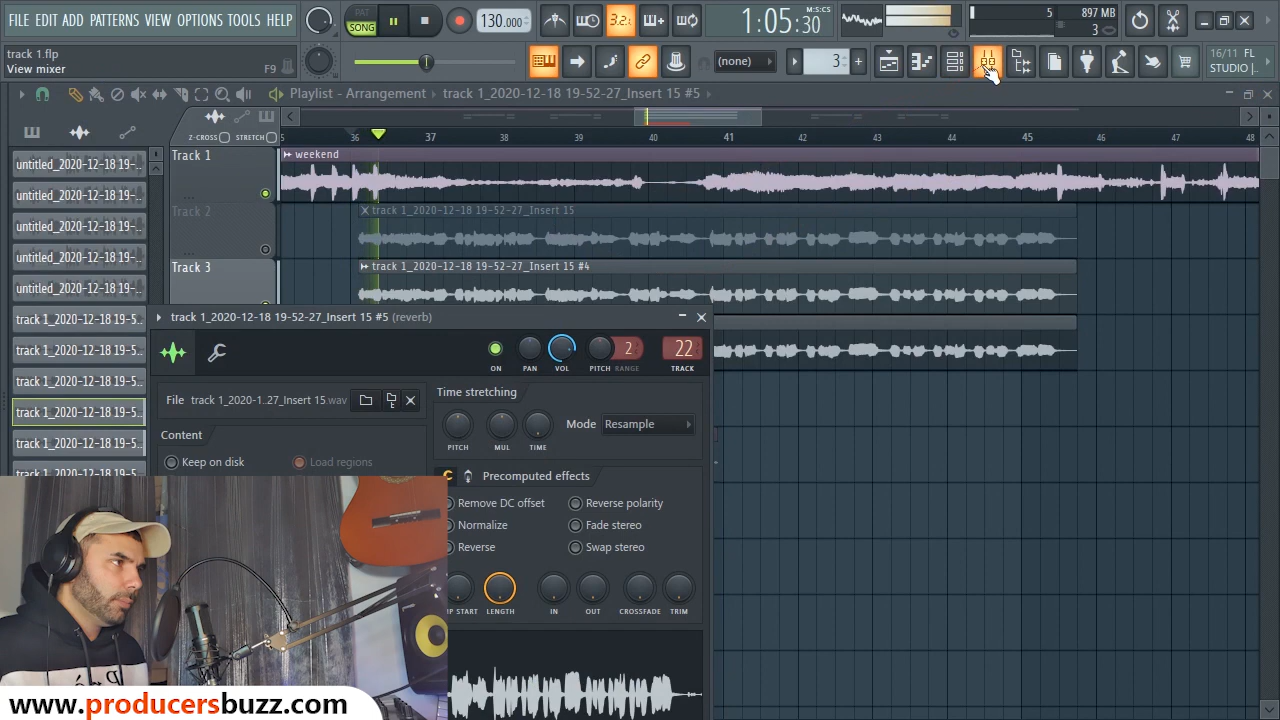 FILE EDIT ADD PATTERNS VIEW OPTIONS TOOLS HELP
PAT
SONG
130.000
3.2.
1:05:30
M:S:CS
5
897 MB
3
track 1.flp
View mixer
F9
(none)
3
16/11 FL
STUDIO |..
Playlist - Arrangement track 1_2020-12-18 19-52-27_Insert 15 #5
Z-CROSS STRETCH
5 36 37 38 39 40 41 42 43 44 45 46 47 48
untitled_2020-12-18 19-..
untitled_2020-12-18 19-..
untitled_2020-12-18 19-..
untitled_2020-12-18 19-..
untitled_2020-12-18 19-..
track 1_2020-12-18 19-5..
track 1_2020-12-18 19-5..
track 1_2020-12-18 19-5..
track 1_2020-12-18 19-5..
track 1_2020-12-18 19-5..
track 1_2020-12-18 19-5..
Track 1
weekend
Track 2
track 1_2020-12-18 19-52-27_Insert 15
Track 3
track 1_2020-12-18 19-52-27_Insert 15 #4
track 1_2020-12-18 19-52-27_Insert 15 #5 (reverb)
2
22
ON PAN VOL PITCH RANGE TRACK
File track 1_2020-1..27_Insert 15.wav
Time stretching
Mode Resample
PITCH MUL TIME
Content
Keep on disk Load regions
Precomputed effects
Remove DC offset Reverse polarity
Normalize Fade stereo
Reverse Swap stereo
P START LENGTH IN OUT CROSSFADE TRIM
www.producersbuzz.com